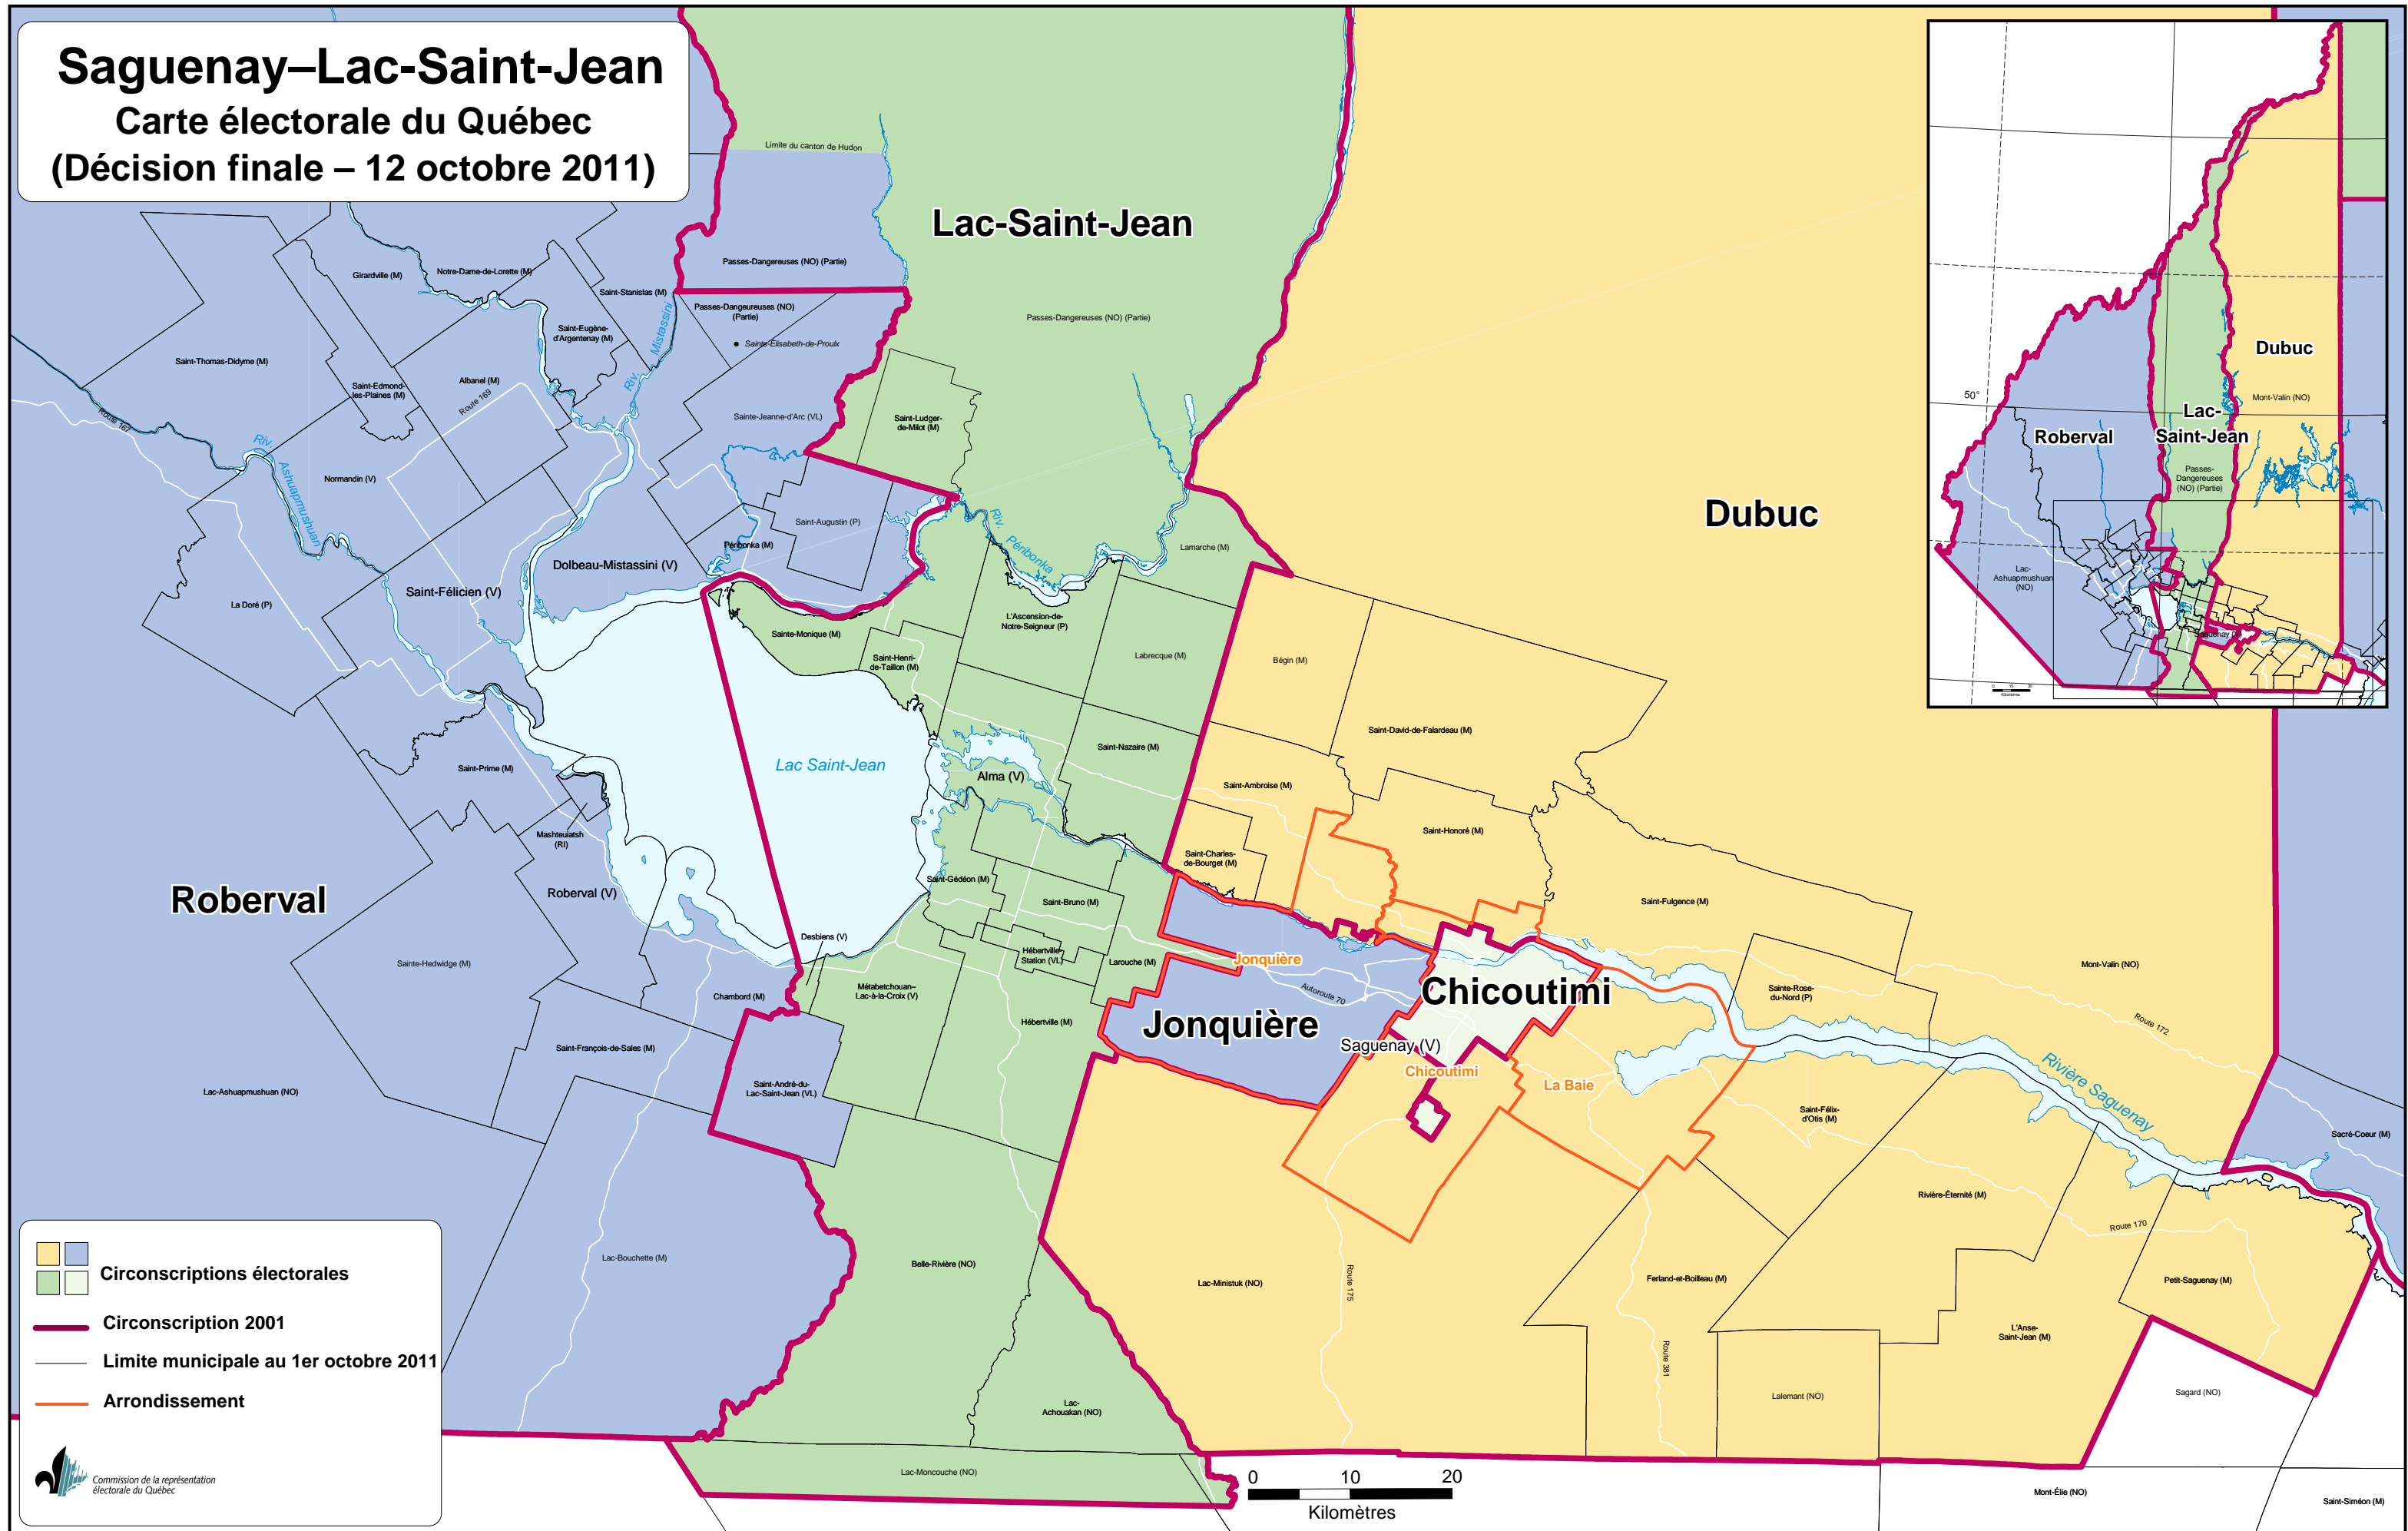 Saguenay–Lac-Saint-Jean
Carte électorale du Québec
(Décision finale – 12 octobre 2011)
Limite du canton de Hudon
Lac-Saint-Jean
Passes-Dangereuses (NO) (Partie)
Passes-Dangereuses (NO) (Partie)
Girardville (M)
Notre-Dame-de-Lorette (M)
Saint-Stanislas (M)
Passes-Dangeureuses (NO)
(Partie)
Sainte-Elisabeth-de-Proulx
Saint-Eugène-
d'Argentenay (M)
Riv.
Mistassini
Saint-Thomas-Didyme (M)
Saint-Edmond-
les-Plaines (M)
Albanel (M)
Route 169
Route 167
Sainte-Jeanne-d'Arc (VL)
Saint-Ludger-
de-Milot (M)
Riv.
Ashuapmushuan
Normandin (V)
Saint-Augustin (P)
Péribonka (M)
Riv.
Péribonka
Lamarche (M)
Dubuc
Dolbeau-Mistassini (V)
Saint-Félicien (V)
La Doré (P)
Sainte-Monique (M)
Saint-Henri-
de-Taillon (M)
L'Ascension-de-
Notre-Seigneur (P)
Labrecque (M)
Bégin (M)
Saint-David-de-Falardeau (M)
Saint-Nazaire (M)
Saint-Prime (M)
Lac Saint-Jean
Alma (V)
Saint-Ambroise (M)
Mashteuiatsh
(RI)
Saint-Honoré (M)
Saint-Charles-
de-Bourget (M)
Roberval
Roberval (V)
Saint-Gédéon (M)
Saint-Bruno (M)
Saint-Fulgence (M)
Desbiens (V)
Hébertville-
Station (VL)
Larouche (M)
Jonquière
Sainte-Hedwidge (M)
Mont-Valin (NO)
Chambord (M)
Métabetchouan–
Lac-à-la-Croix (V)
Autoroute 70
Chicoutimi
Sainte-Rose-
du-Nord (P)
Hébertville (M)
Jonquière
Route 172
Saint-François-de-Sales (M)
Saguenay (V)
Chicoutimi
La Baie
Rivière Saguenay
Lac-Ashuapmushuan (NO)
Saint-André-du-
Lac-Saint-Jean (VL)
Saint-Félix-
d'Otis (M)
Sacré-Coeur (M)
Rivière-Éternité (M)
Route 170
Lac-Bouchette (M)
Belle-Rivière (NO)
Lac-Ministuk (NO)
Route 175
Ferland-et-Boilleau (M)
Petit-Saguenay (M)
L'Anse-
Saint-Jean (M)
Route 381
Lac-
Achouakan (NO)
Lalemant (NO)
Sagard (NO)
Lac-Moncouche (NO)
Mont-Élie (NO)
Saint-Siméon (M)
0 10 20
Kilomètres
Circonscriptions électorales
Circonscription 2001
Limite municipale au 1er octobre 2011
Arrondissement
Commission de la représentation
électorale du Québec
50°
Dubuc
Mont-Valin (NO)
Lac-
Saint-Jean
Roberval
Passes-
Dangereuses
(NO) (Partie)
Lac-
Ashuapmushuan
(NO)
Kilomètres